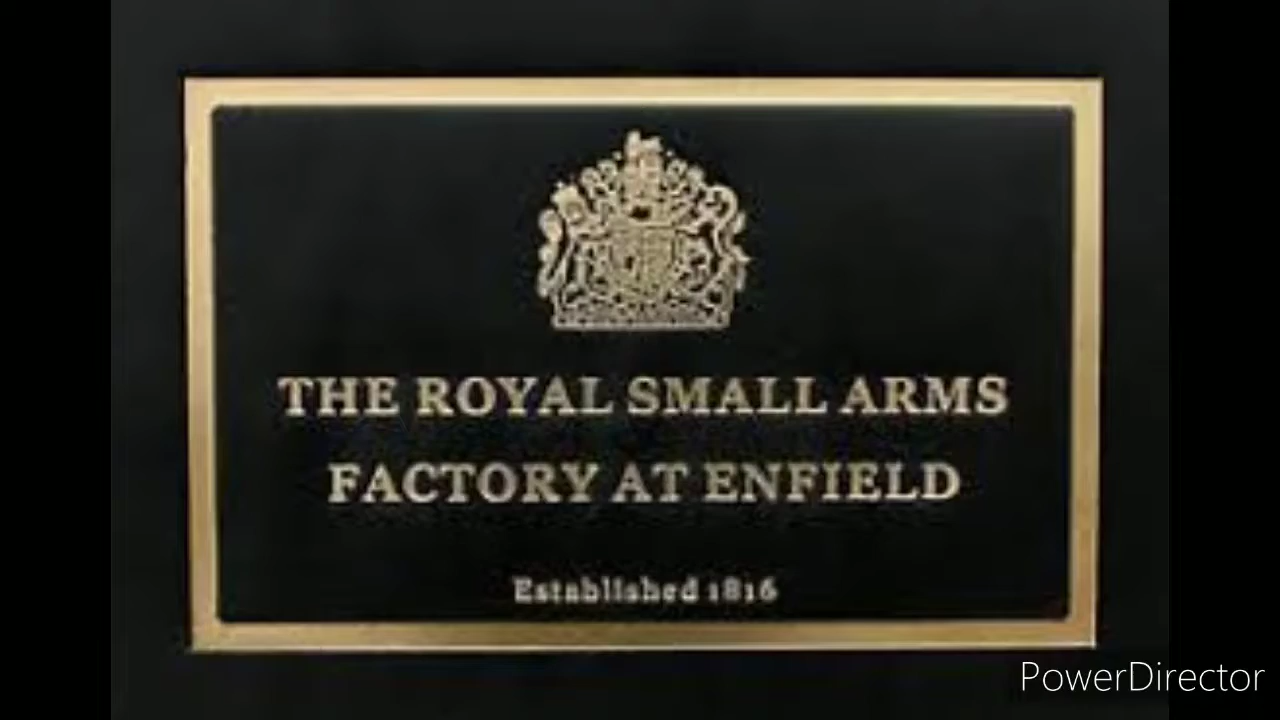 THE ROYAL SMALL ARMS
FACTORY AT ENFIELD
Established 1816
PowerDirector